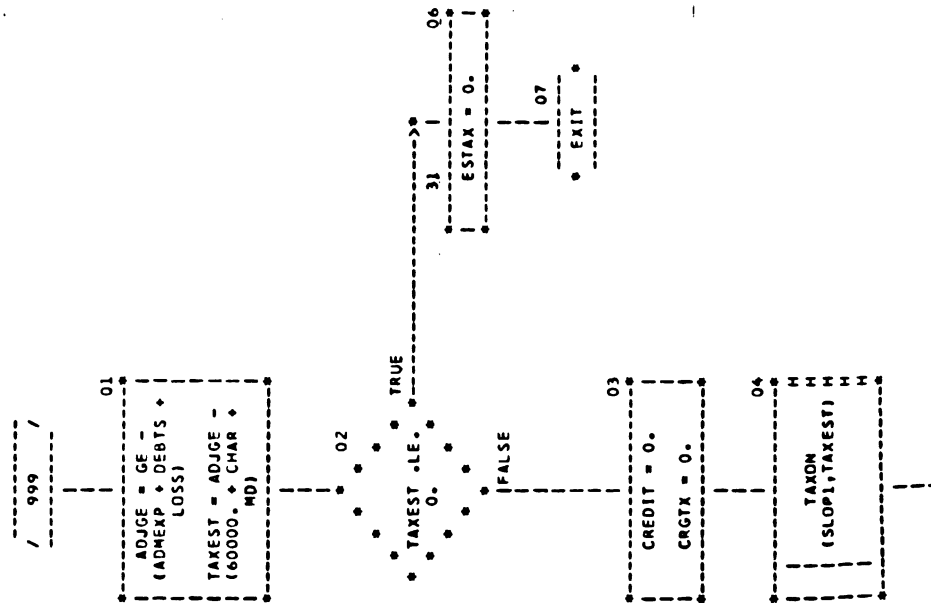 / 999 /
01
ADJGE = GE -
(ADMEXP + DEBTS +
LOSS)
TAXEST = ADJGE -
(60000. + CHAR +
MD)
02
TAXEST .LE.
0.
TRUE
FALSE
31
06
ESTAX = 0.
07
* EXIT *
03
CREDIT = 0.
CRGTX = 0.
04
TAXON
(SLOP1,TAXEST)
H
H
H
H
H